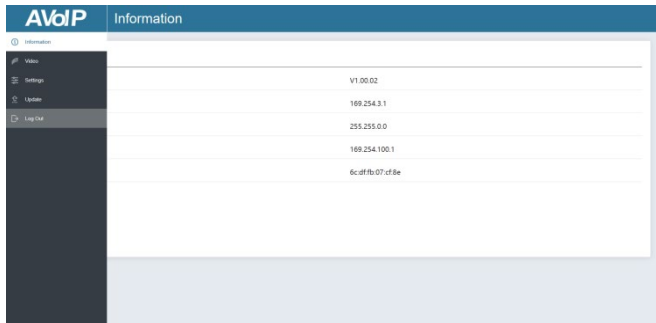 AVoIP
Information
Information
Video
Settings
Update
Log Out
V1.00.02
169.254.3.1
255.255.0.0
169.254.100.1
6c:df:fb:07:cf:8e